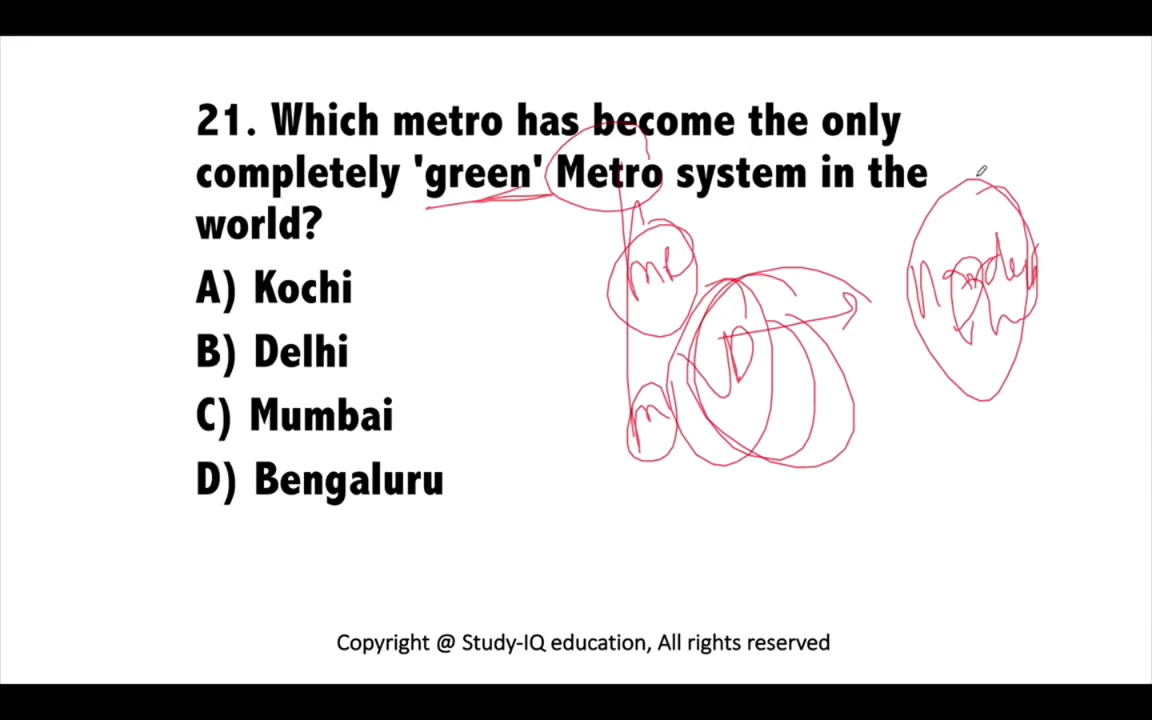 21. Which metro has become the only
completely 'green' Metro system in the
world?
A) Kochi
B) Delhi
C) Mumbai
D) Bengaluru
Copyright @ Study-IQ education, All rights reserved